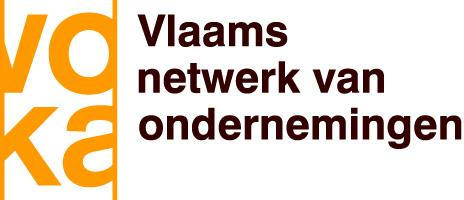 vo
ka
Vlaams
netwerk van
ondernemingen